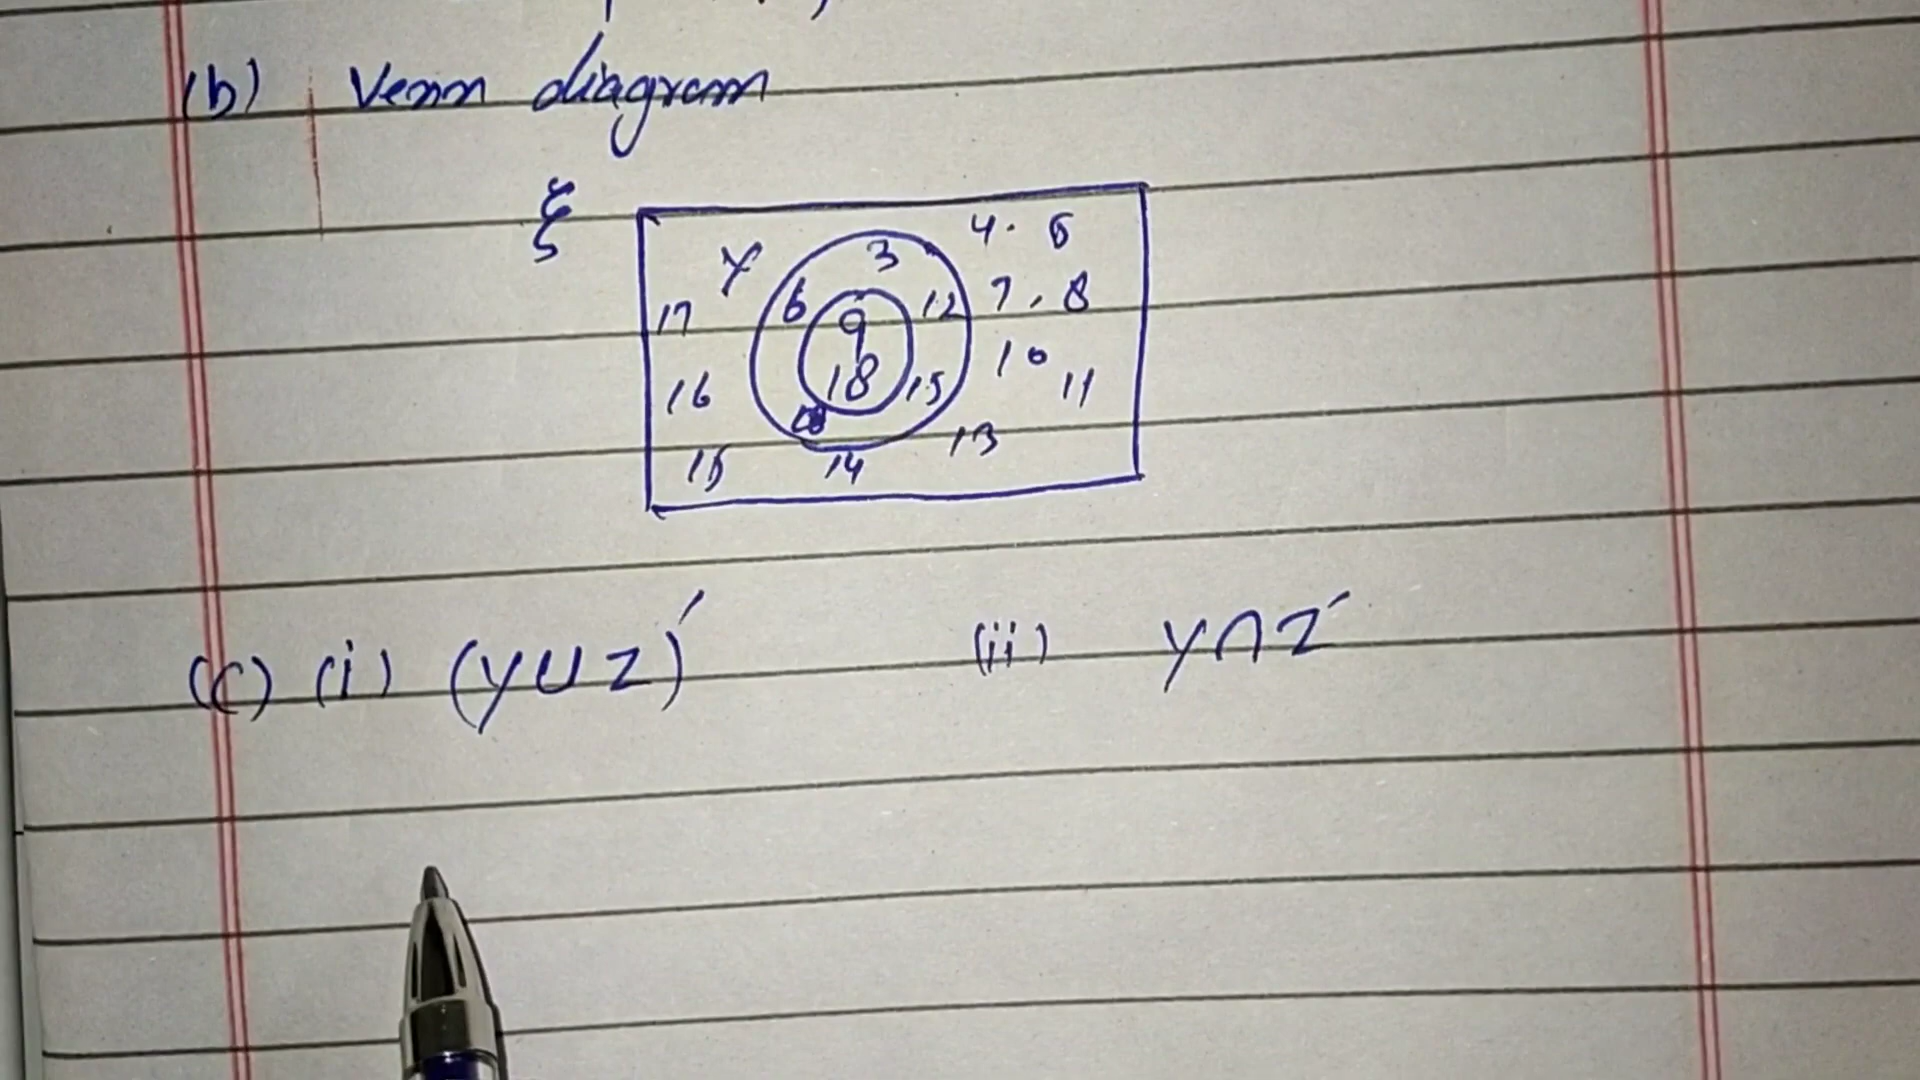 (b) Venn diagram
ξ
4. 5
Y 3
17 6 9 12 7, 8
16 18 15 10 11
15 14 13
(c) (i) (YUZ)′ (ii) Y∩Z′